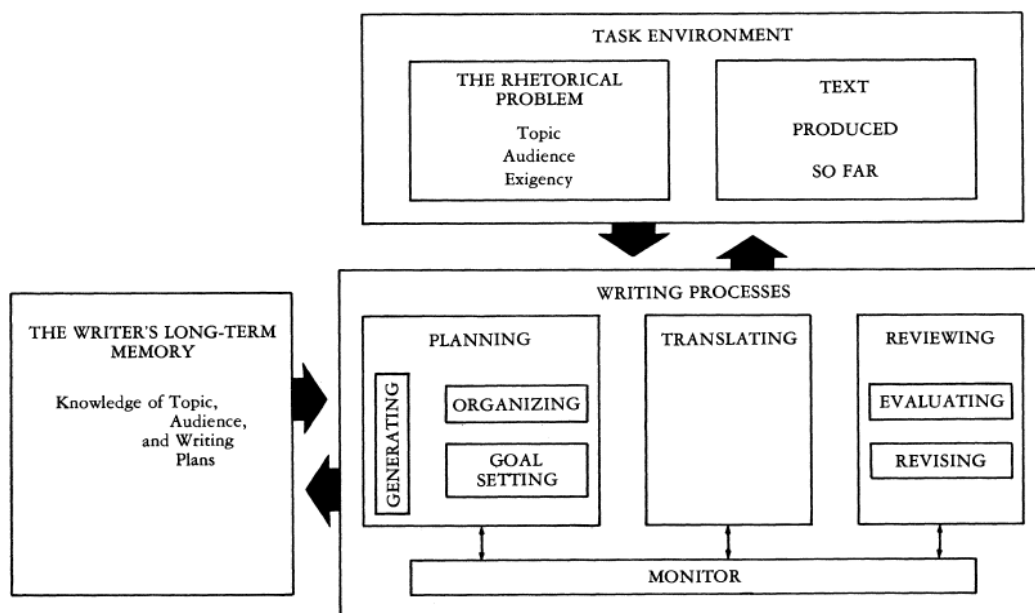 TASK ENVIRONMENT
THE RHETORICAL
PROBLEM
Topic
Audience
Exigency
TEXT
PRODUCED
SO FAR
THE WRITER'S LONG-TERM
MEMORY
Knowledge of Topic,
Audience,
and Writing
Plans
WRITING PROCESSES
PLANNING
GENERATING
ORGANIZING
GOAL
SETTING
TRANSLATING
REVIEWING
EVALUATING
REVISING
MONITOR